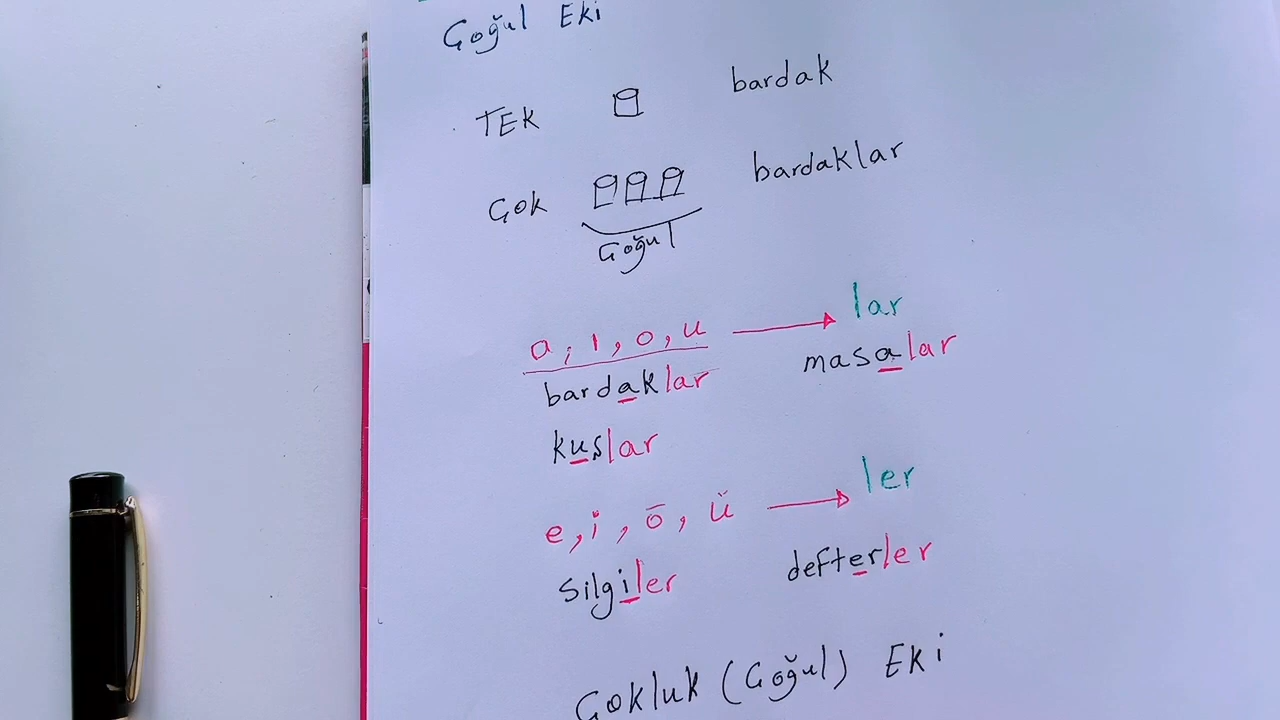 Çoğul Eki
TEK bardak
Çok bardaklar
Çoğul
a, ı, o, u → lar
bardaklar masalar
kuşlar
e, i, ö, ü → ler
silgiler defterler
Çokluk (Çoğul) Eki